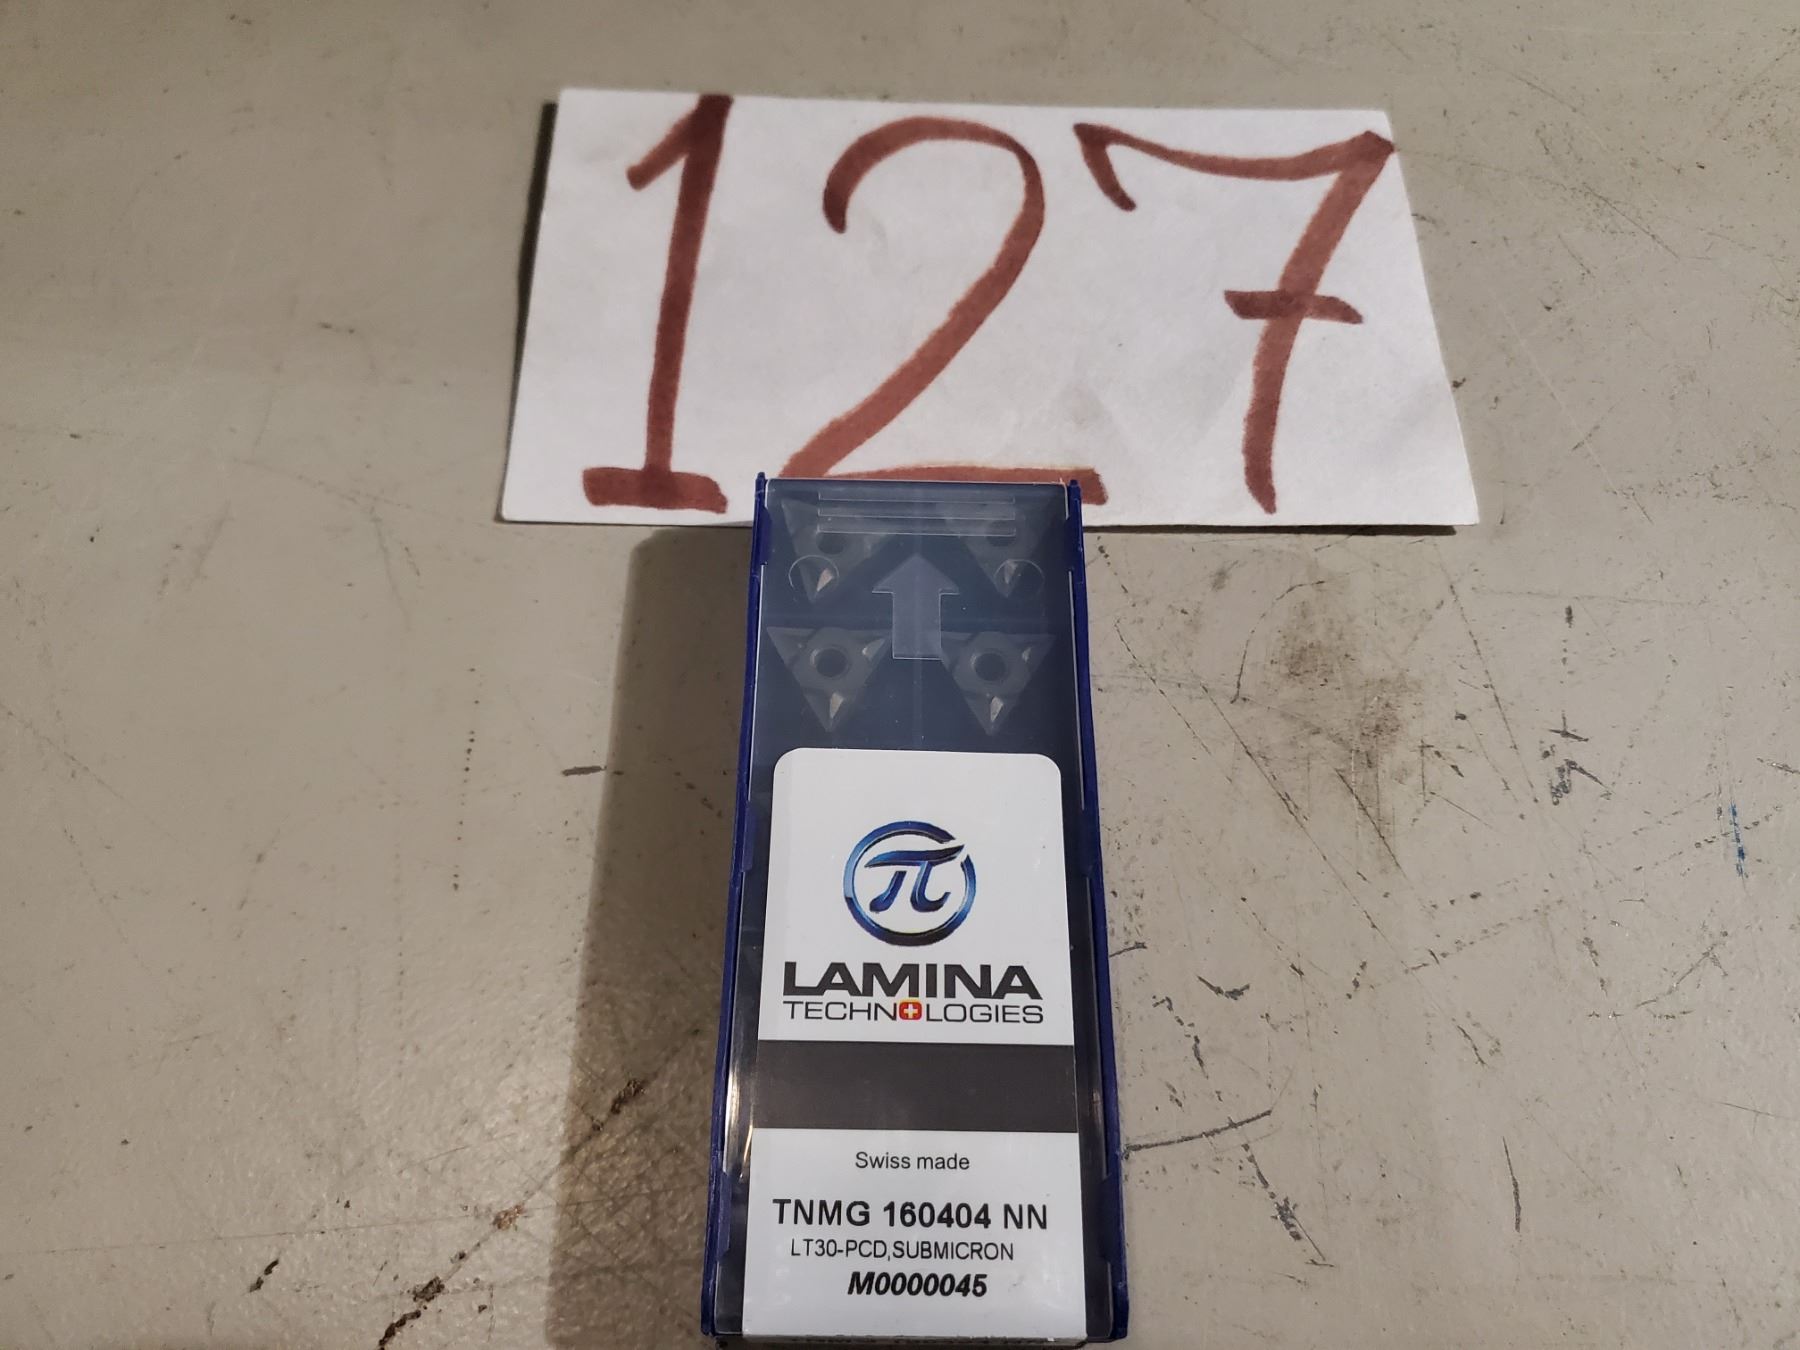 127
π
LAMINA
TECHNOLOGIES
Swiss made
TNMG 160404 NN
LT30-PCD,SUBMICRON
M0000045